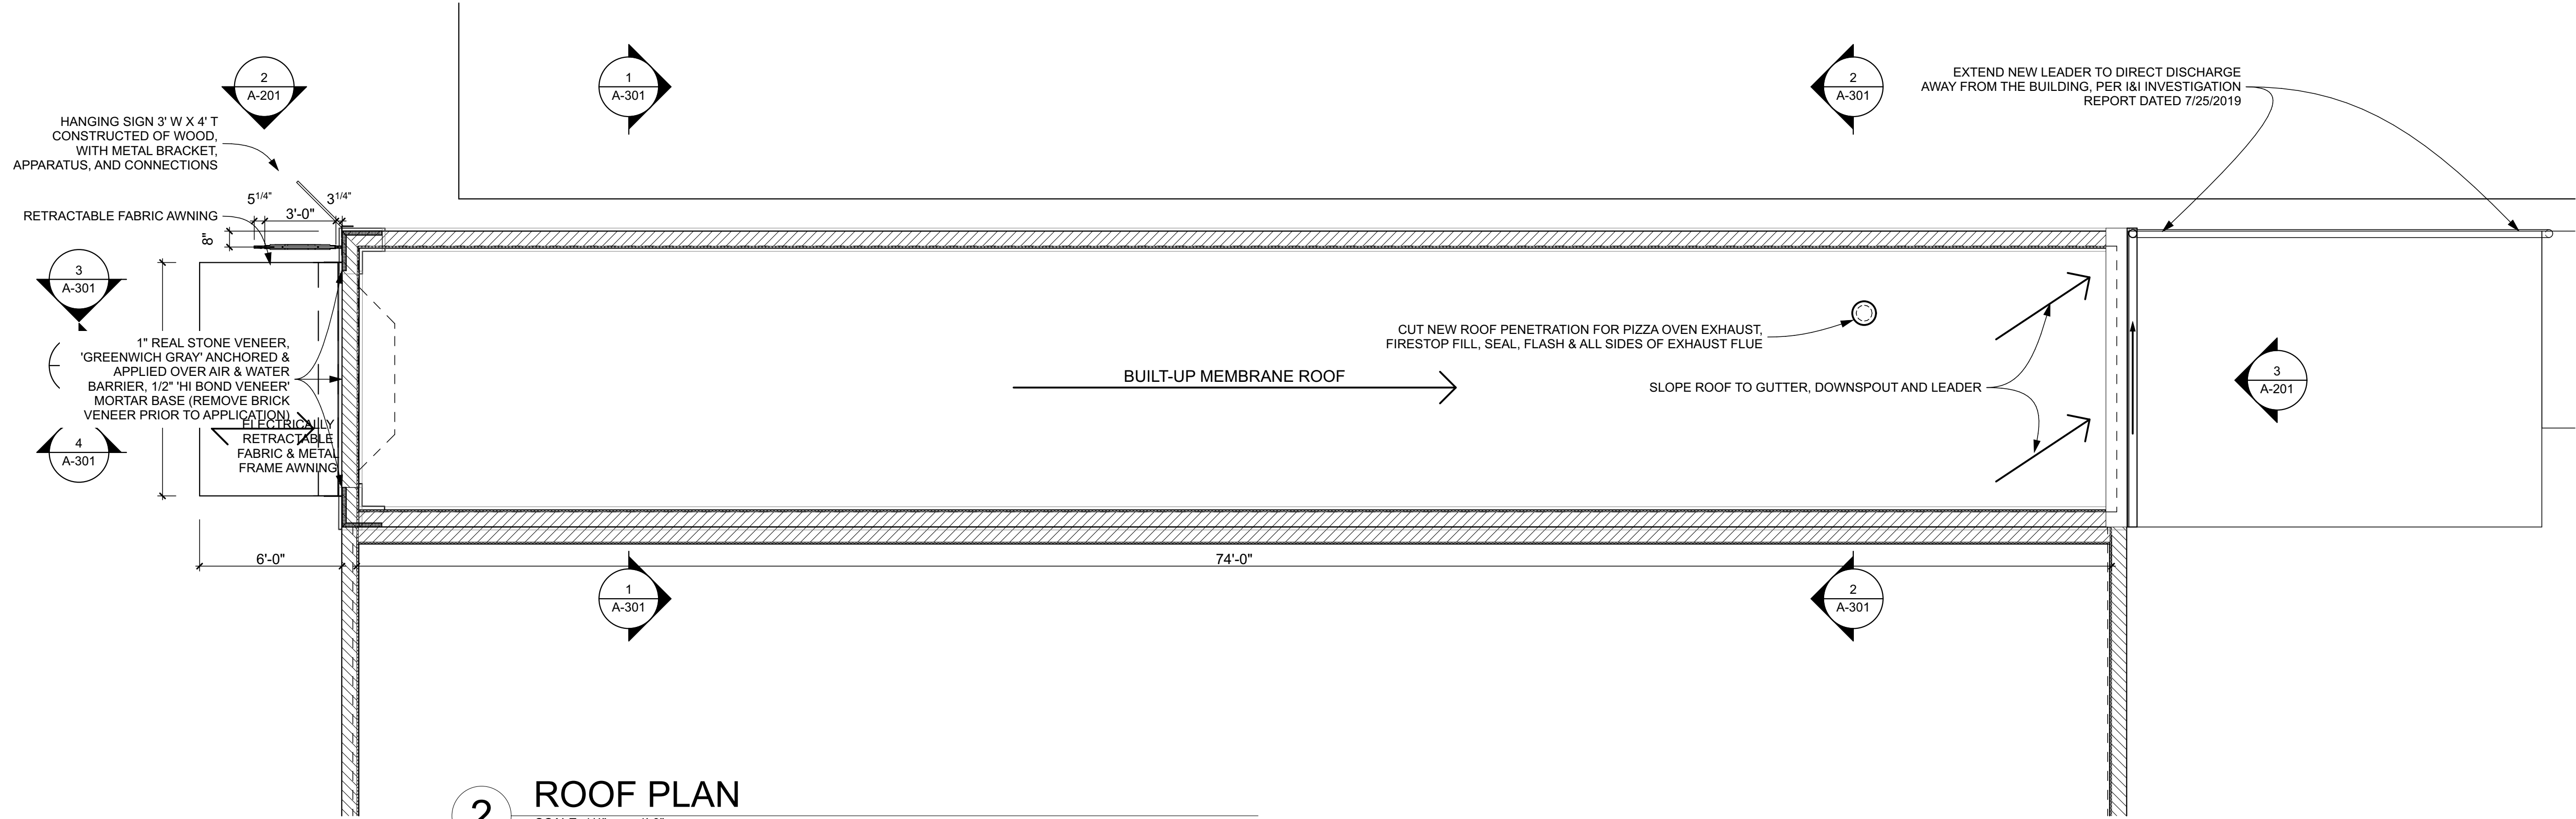 2
A-201
1
A-301
2
A-301
EXTEND NEW LEADER TO DIRECT DISCHARGE
AWAY FROM THE BUILDING, PER I&I INVESTIGATION
REPORT DATED 7/25/2019
HANGING SIGN 3' W X 4' T
CONSTRUCTED OF WOOD,
WITH METAL BRACKET,
APPARATUS, AND CONNECTIONS
5 1/4"
3 1/4"
3'-0"
RETRACTABLE FABRIC AWNING
8"
3
A-301
1" REAL STONE VENEER,
'GREENWICH GRAY' ANCHORED &
APPLIED OVER AIR & WATER
BARRIER, 1/2" 'HI BOND VENEER'
MORTAR BASE (REMOVE BRICK
VENEER PRIOR TO APPLICATION)
ELECTRICALLY
RETRACTABLE
FABRIC & METAL
FRAME AWNING
4
A-301
CUT NEW ROOF PENETRATION FOR PIZZA OVEN EXHAUST,
FIRESTOP FILL, SEAL, FLASH & ALL SIDES OF EXHAUST FLUE
BUILT-UP MEMBRANE ROOF
SLOPE ROOF TO GUTTER, DOWNSPOUT AND LEADER
3
A-201
6'-0"
74'-0"
1
A-301
2
A-301
2
ROOF PLAN